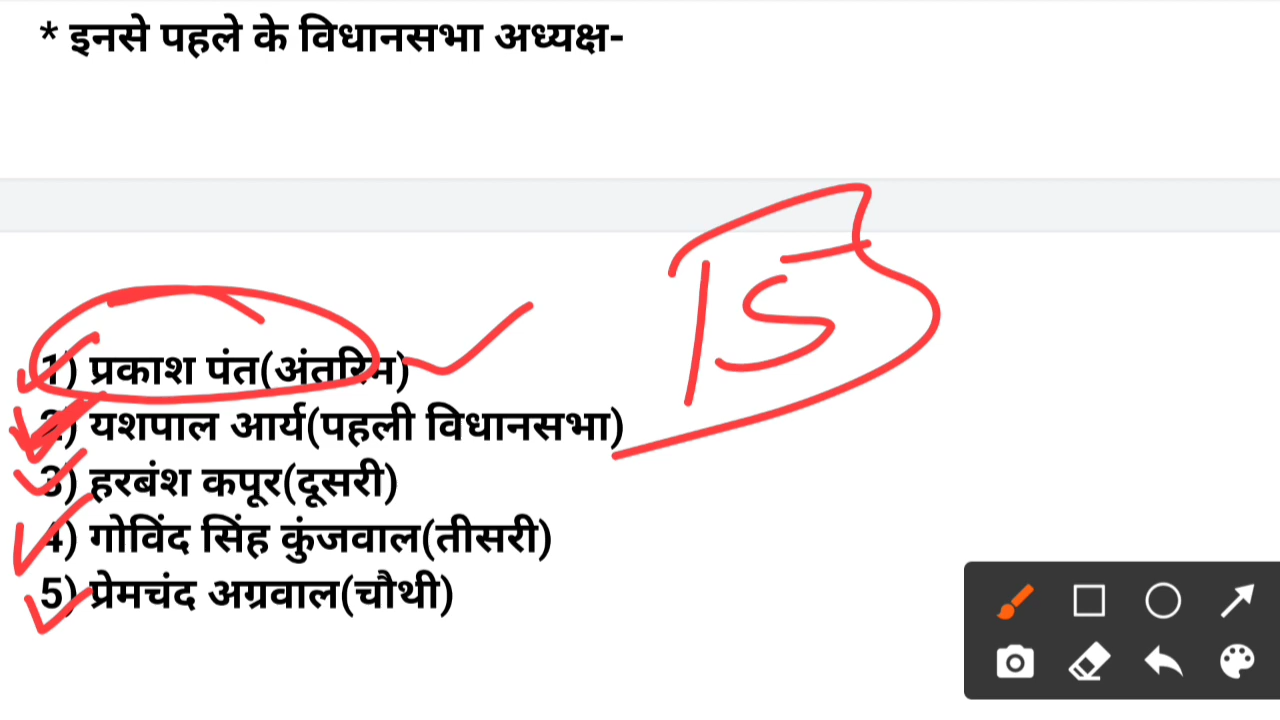 * इनसे पहले के विधानसभा अध्यक्ष-
15
1) प्रकाश पंत(अंतरिम)
2) यशपाल आर्य(पहली विधानसभा)
3) हरबंश कपूर(दूसरी)
4) गोविंद सिंह कुंजवाल(तीसरी)
5) प्रेमचंद अग्रवाल(चौथी)